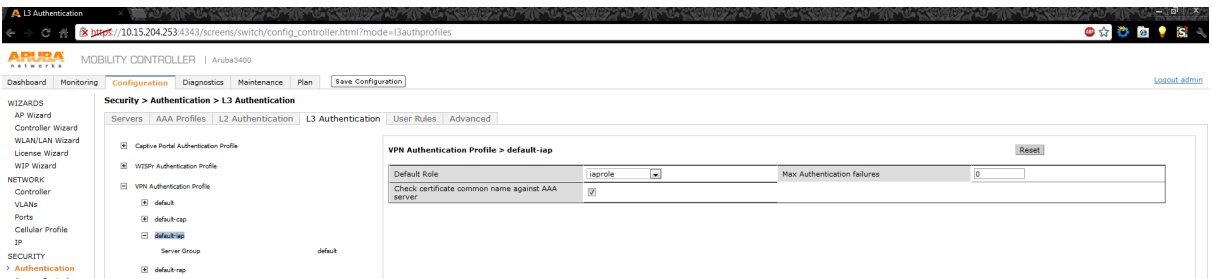 L3 Authentication
https://10.15.204.253:4343/screens/switch/config_controller.html?mode=l3authprofiles
ARUBA networks MOBILITY CONTROLLER | Aruba3400
Dashboard Monitoring Configuration Diagnostics Maintenance Plan Save Configuration Logout admin
WIZARDS
AP Wizard
Controller Wizard
WLAN/LAN Wizard
License Wizard
WIP Wizard
NETWORK
Controller
VLANs
Ports
Cellular Profile
IP
SECURITY
> Authentication
Security > Authentication > L3 Authentication
Servers AAA Profiles L2 Authentication L3 Authentication User Rules Advanced
Captive Portal Authentication Profile
WISPr Authentication Profile
VPN Authentication Profile
default
default-cap
default-iap
Server Group default
default-rap
VPN Authentication Profile > default-iap Reset
Default Role iaprole Max Authentication failures 0
Check certificate common name against AAA
server